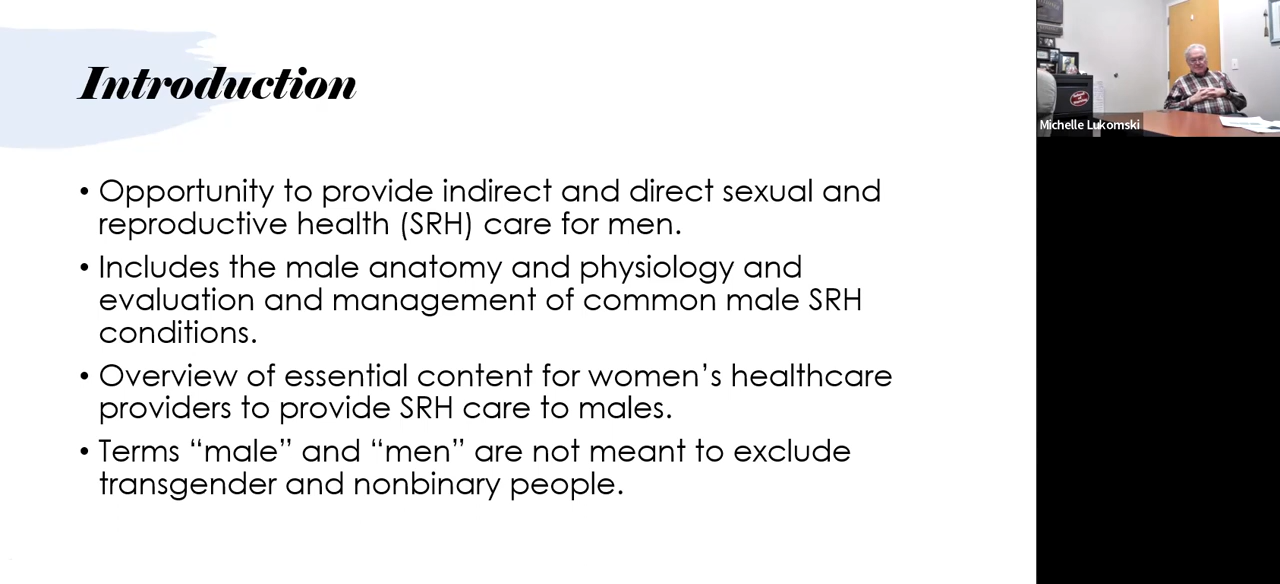 Introduction
• Opportunity to provide indirect and direct sexual and
reproductive health (SRH) care for men.
• Includes the male anatomy and physiology and
evaluation and management of common male SRH
conditions.
• Overview of essential content for women’s healthcare
providers to provide SRH care to males.
• Terms “male” and “men” are not meant to exclude
transgender and nonbinary people.
Michelle Lukomski